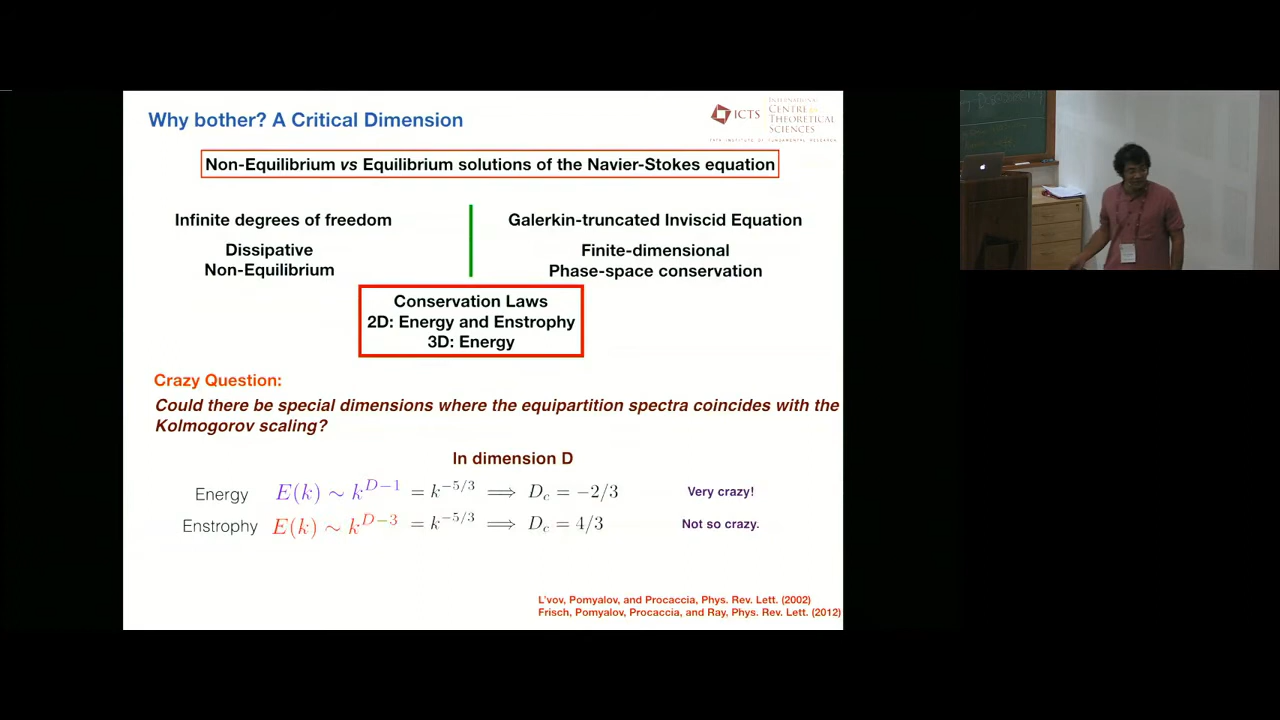 Why bother? A Critical Dimension
ICTS
INTERNATIONAL
CENTRE for
THEORETICAL
SCIENCES
TATA INSTITUTE OF FUNDAMENTAL RESEARCH
Non-Equilibrium vs Equilibrium solutions of the Navier-Stokes equation
Infinite degrees of freedom
Dissipative
Non-Equilibrium
Galerkin-truncated Inviscid Equation
Finite-dimensional
Phase-space conservation
Conservation Laws
2D: Energy and Enstrophy
3D: Energy
Crazy Question:
Could there be special dimensions where the equipartition spectra coincides with the
Kolmogorov scaling?
In dimension D
Energy E(k) ∼ k^{D−1} = k^{−5/3} ⟹ D_c = −2/3 Very crazy!
Enstrophy E(k) ∼ k^{D−3} = k^{−5/3} ⟹ D_c = 4/3 Not so crazy.
L'vov, Pomyalov, and Procaccia, Phys. Rev. Lett. (2002)
Frisch, Pomyalov, Procaccia, and Ray, Phys. Rev. Lett. (2012)